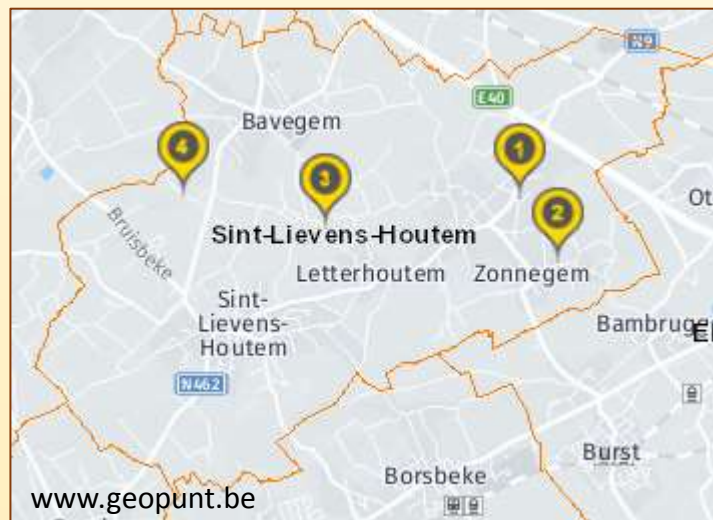 N9
E40
Bavegem
4
1
3
2
Ot
Bruisbeke
Sint-Lievens-Houtem
Letterhoutem
Zonnegem
Sint-
Lievens-
Houtem
Bambrugg
N462
Burst
Borsbeke
www.geopunt.be